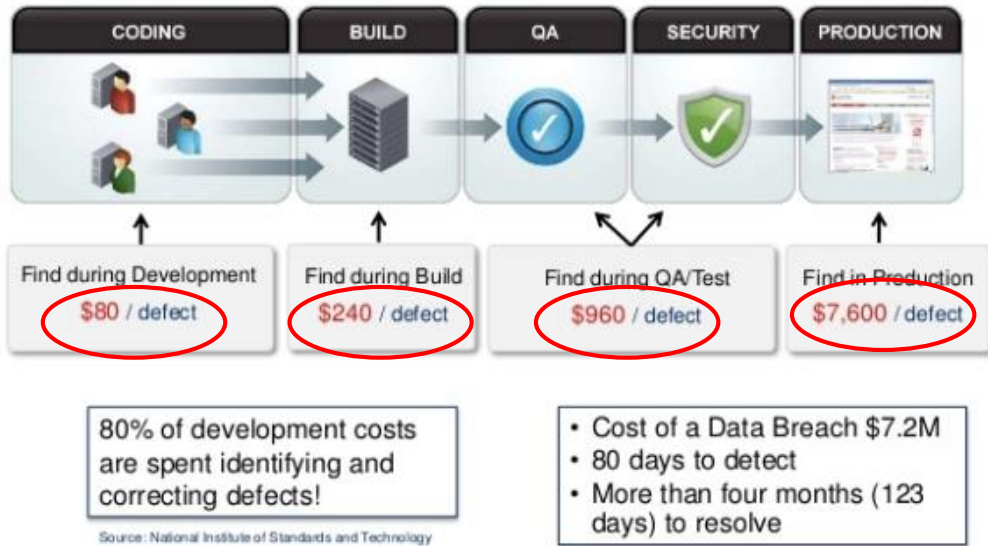 CODING
BUILD
QA
SECURITY
PRODUCTION
Find during Development
$80 / defect
Find during Build
$240 / defect
Find during QA/Test
$960 / defect
Find in Production
$7,600 / defect
80% of development costs
are spent identifying and
correcting defects!
Source: National Institute of Standards and Technology
• Cost of a Data Breach $7.2M
• 80 days to detect
• More than four months (123
days) to resolve